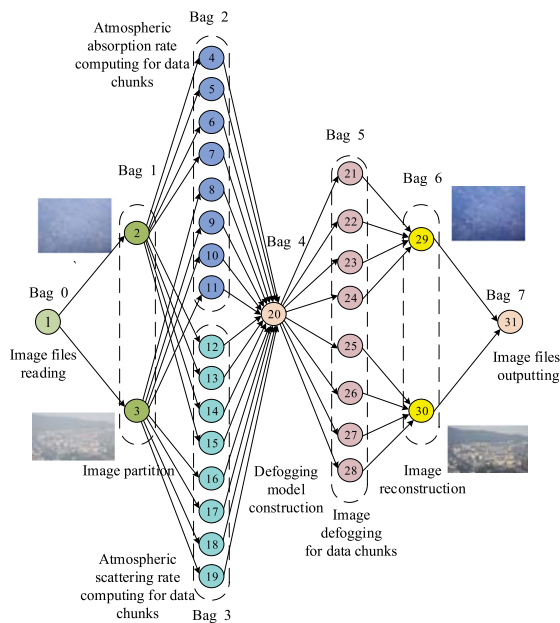 Bag 2
Atmospheric
absorption rate
computing for data
chunks
4
5
6
7
8
9
10
11
Bag 1
2
3
Image partition
Bag 0
1
Image files
reading
12
13
14
15
16
17
18
19
Atmospheric
scattering rate
computing for data
chunks
Bag 3
Bag 4
20
Defogging
model
construction
Bag 5
21
22
23
24
25
26
27
28
Image
defogging
for data chunks
Bag 6
29
30
Image
reconstruction
Bag 7
31
Image files
outputting